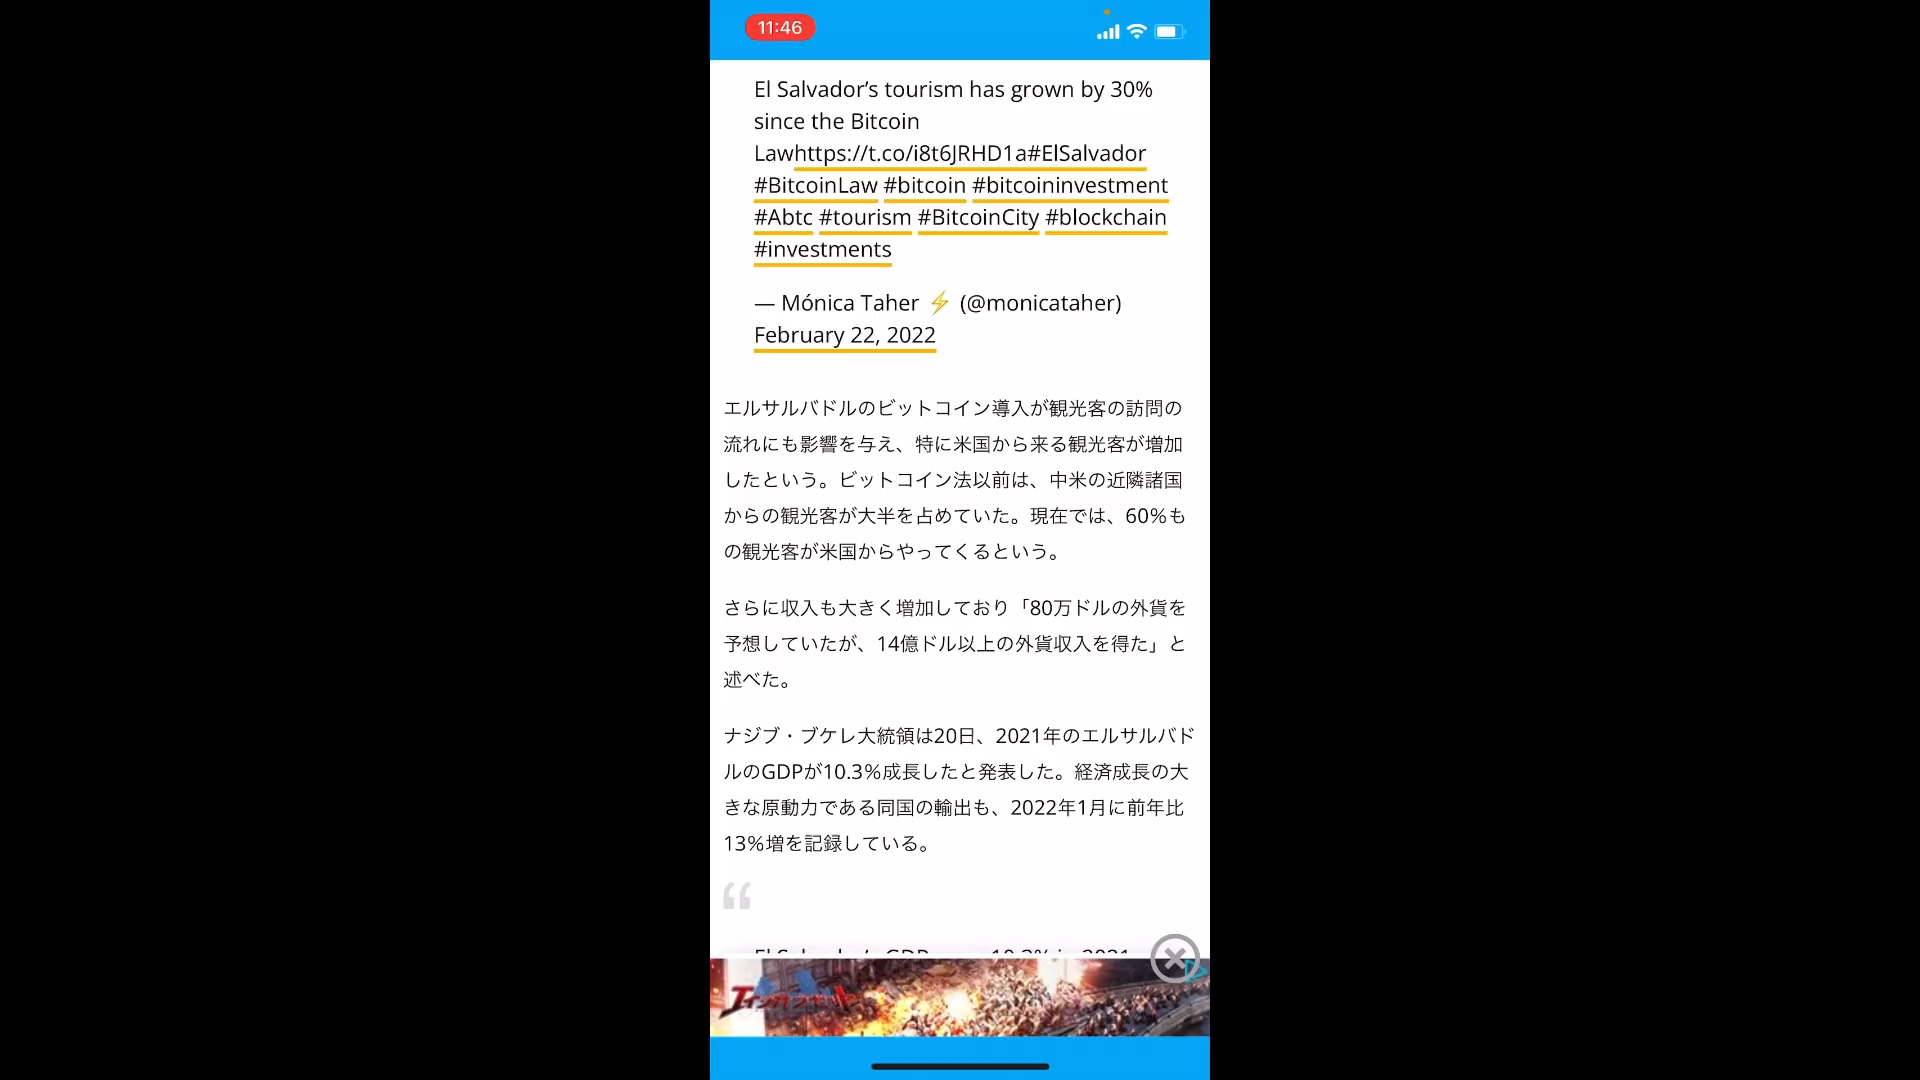 11:46
El Salvador’s tourism has grown by 30%
since the Bitcoin
Lawhttps://t.co/i8t6JRHD1a#ElSalvador
#BitcoinLaw #bitcoin #bitcoininvestment
#Abtc #tourism #BitcoinCity #blockchain
#investments
— Mónica Taher ⚡ (@monicataher)
February 22, 2022
エルサルバドルのビットコイン導入が観光客の訪問の
流れにも影響を与え、特に米国から来る観光客が増加
したという。ビットコイン法以前は、中米の近隣諸国
からの観光客が大半を占めていた。現在では、60%も
の観光客が米国からやってくるという。
さらに収入も大きく増加しており「80万ドルの外貨を
予想していたが、14億ドル以上の外貨収入を得た」と
述べた。
ナジブ・ブケレ大統領は20日、2021年のエルサルバド
ルのGDPが10.3%成長したと発表した。経済成長の大
きな原動力である同国の輸出も、2022年1月に前年比
13%増を記録している。
“
El Salvador’s GDP 10.3% in 2021